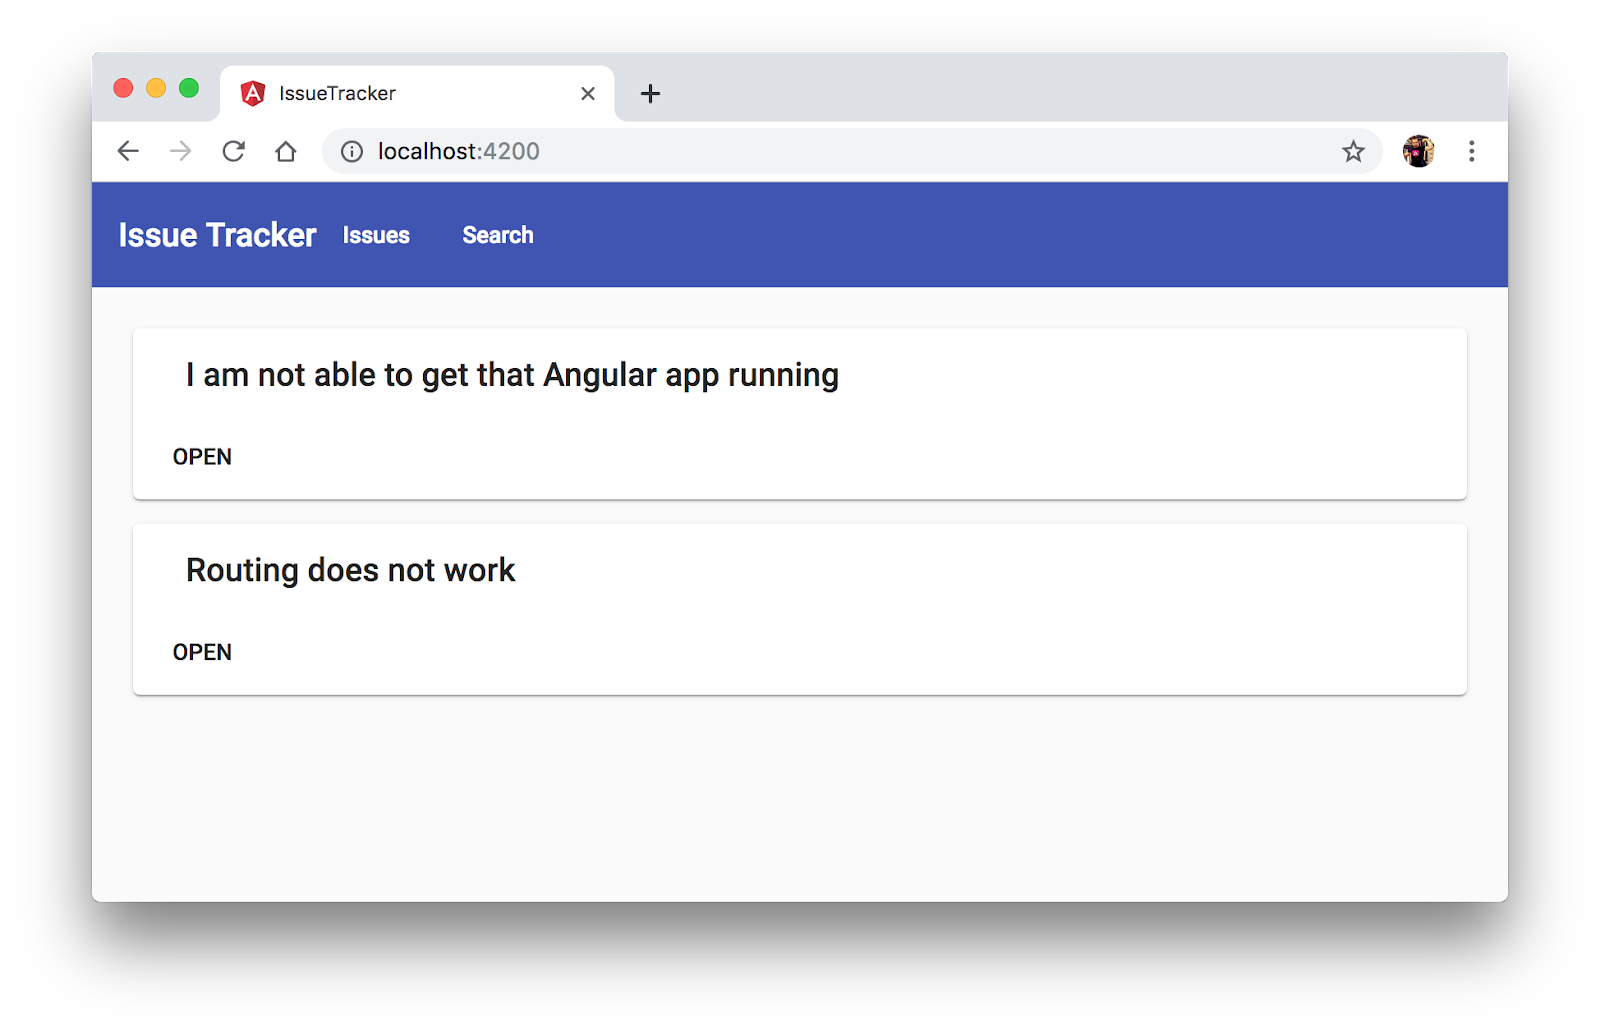 IssueTracker
localhost:4200
Issue Tracker Issues Search
I am not able to get that Angular app running
OPEN
Routing does not work
OPEN